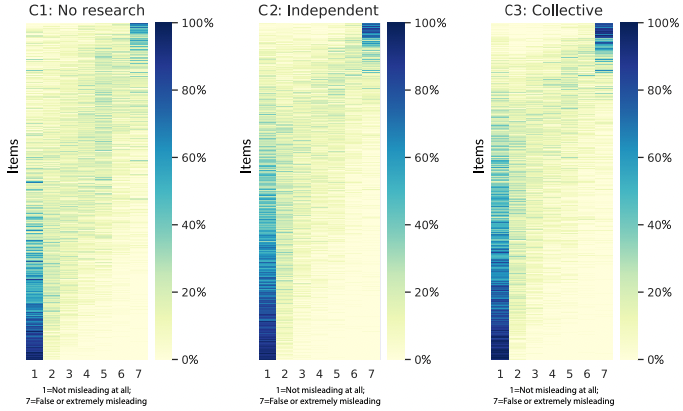 C1: No research
C2: Independent
C3: Collective
Items
100%
80%
60%
40%
20%
0%
1 2 3 4 5 6 7
1=Not misleading at all;
7=False or extremely misleading
Items
100%
80%
60%
40%
20%
0%
1 2 3 4 5 6 7
1=Not misleading at all;
7=False or extremely misleading
Items
100%
80%
60%
40%
20%
0%
1 2 3 4 5 6 7
1=Not misleading at all;
7=False or extremely misleading